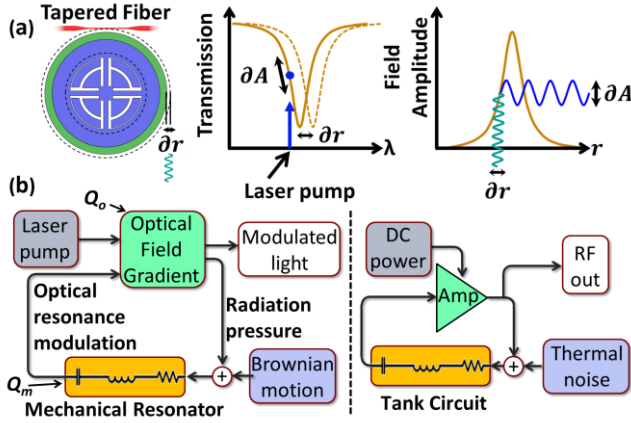 (a)
Tapered Fiber
∂r
Transmission
∂A
∂r
λ
Laser pump
Field
Amplitude
∂A
r
∂r
(b)
Qo
Laser
pump
Optical
Field
Gradient
Modulated
light
Optical
resonance
modulation
Radiation
pressure
Qm
+
Brownian
motion
Mechanical Resonator
DC
power
Amp
RF
out
+
Thermal
noise
Tank Circuit